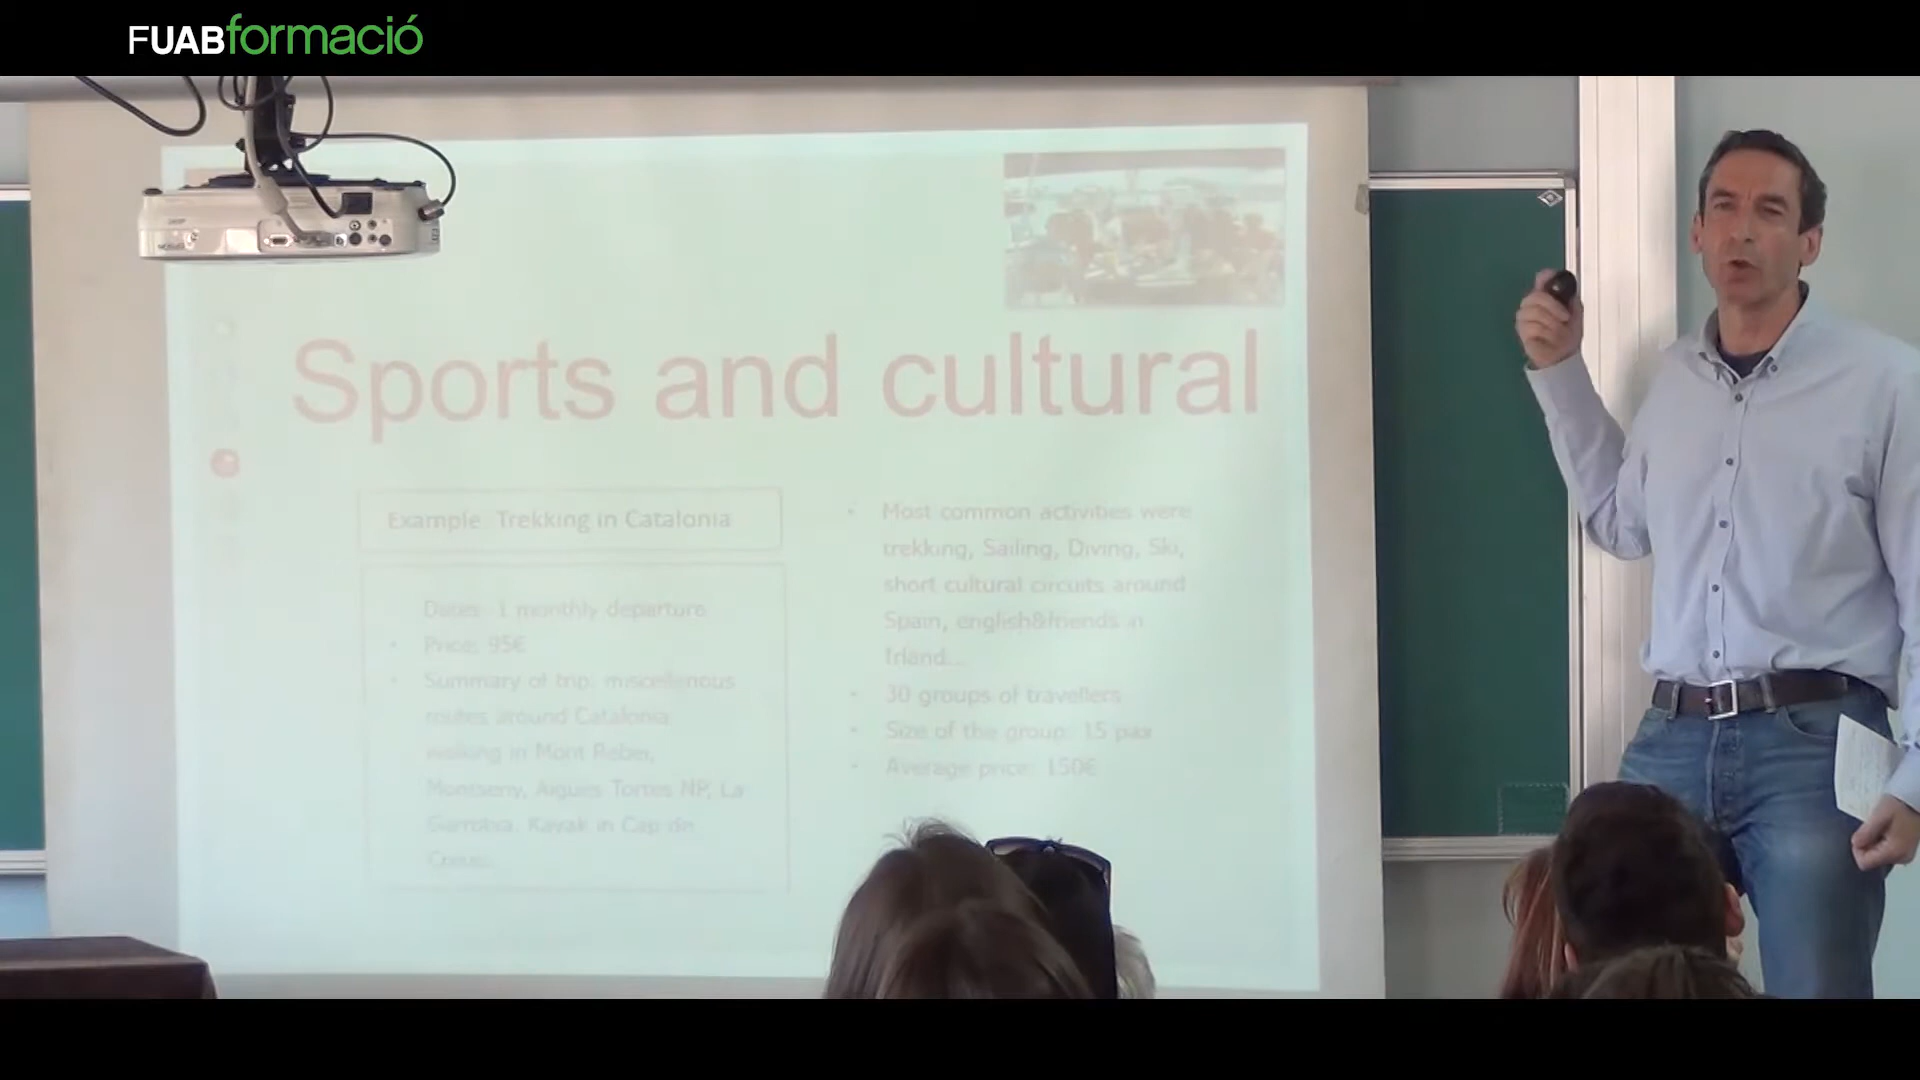 FUABformació
EPSON
Sports and cultural
Example: Trekking in Catalonia
Dates: 1 monthly departure
• Price: 95€
• Summary of trip: miscellenous
routes around Catalonia
walking in Mont Rebei,
Montseny, Aigues Tortes NP, La
Garrotxa, Kayak in Cap de
Creus.
• Most common activities were
trekking, Sailing, Diving, Ski,
short cultural circuits around
Spain, english&friends in
Irland...
• 30 groups of travellers
• Size of the group: 15 pax
• Average price: 150€